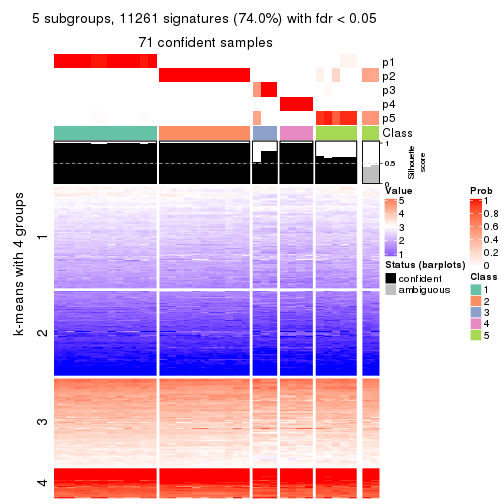 5 subgroups, 11261 signatures (74.0%) with fdr < 0.05
71 confident samples
p1
p2
p3
p4
p5
Class
1
0.5
0
Silhouette
score
k-means with 4 groups
1
2
3
4
Value
5
4
3
2
1
Status (barplots)
confident
ambiguous
Prob
1
0.8
0.6
0.4
0.2
0
Class
1
2
3
4
5